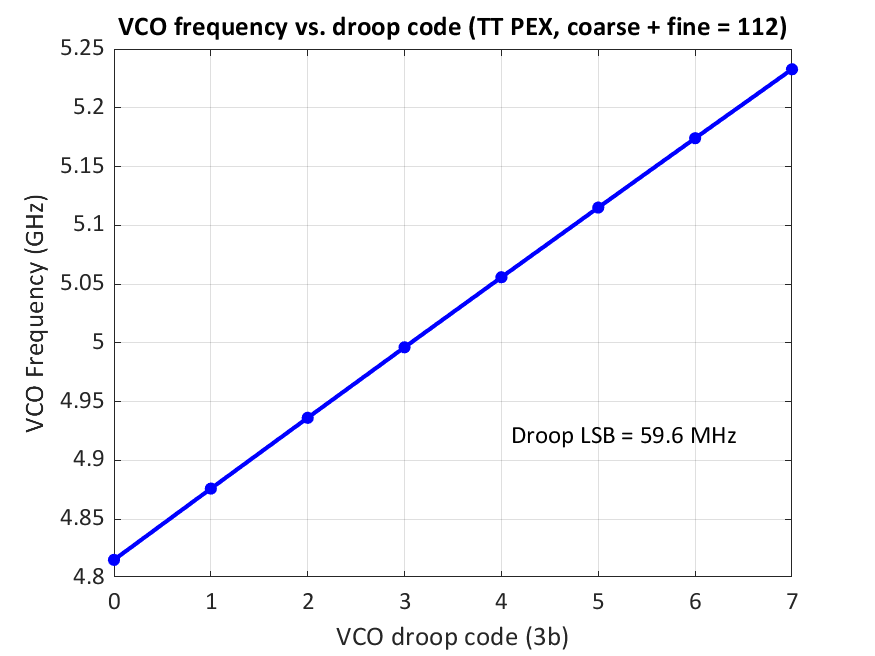 VCO frequency vs. droop code (TT PEX, coarse + fine = 112)
5.25
5.2
5.15
5.1
5.05
5
4.95
4.9
4.85
4.8
VCO Frequency (GHz)
Droop LSB = 59.6 MHz
0 1 2 3 4 5 6 7
VCO droop code (3b)